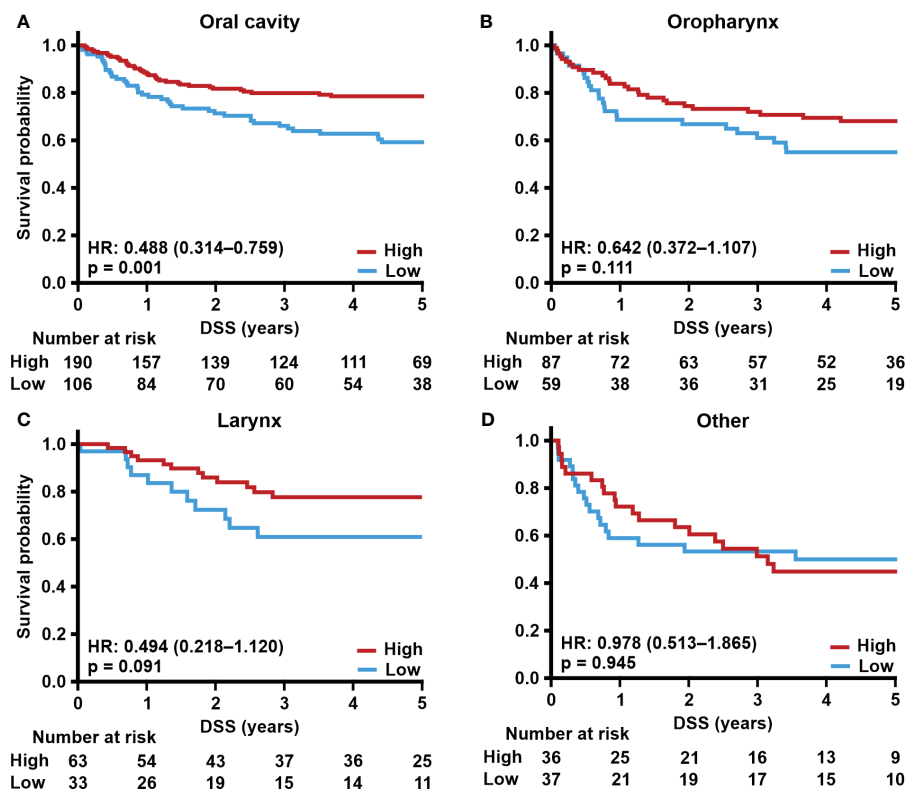 A Oral cavity
1.0
0.8
0.6
0.4
0.2
0.0
Survival probability
HR: 0.488 (0.314–0.759)
p = 0.001
High
Low
0 1 2 3 4 5
DSS (years)
Number at risk
High 190 157 139 124 111 69
Low 106 84 70 60 54 38
B Oropharynx
1.0
0.8
0.6
0.4
0.2
0.0
HR: 0.642 (0.372–1.107)
p = 0.111
High
Low
0 1 2 3 4 5
DSS (years)
Number at risk
High 87 72 63 57 52 36
Low 59 38 36 31 25 19
C Larynx
1.0
0.8
0.6
0.4
0.2
0.0
Survival probability
HR: 0.494 (0.218–1.120)
p = 0.091
High
Low
0 1 2 3 4 5
DSS (years)
Number at risk
High 63 54 43 37 36 25
Low 33 26 19 15 14 11
D Other
1.0
0.8
0.6
0.4
0.2
0.0
HR: 0.978 (0.513–1.865)
p = 0.945
High
Low
0 1 2 3 4 5
DSS (years)
Number at risk
High 36 25 21 16 13 9
Low 37 21 19 17 15 10